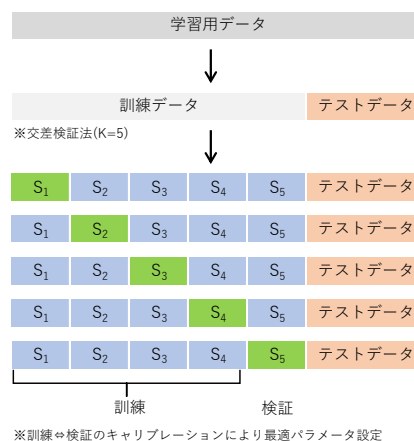 学習用データ
訓練データ テストデータ
※交差検証法(K=5)
S₁ S₂ S₃ S₄ S₅ テストデータ
S₁ S₂ S₃ S₄ S₅ テストデータ
S₁ S₂ S₃ S₄ S₅ テストデータ
S₁ S₂ S₃ S₄ S₅ テストデータ
S₁ S₂ S₃ S₄ S₅ テストデータ
訓練 検証
※訓練⇔検証のキャリブレーションにより最適パラメータ設定